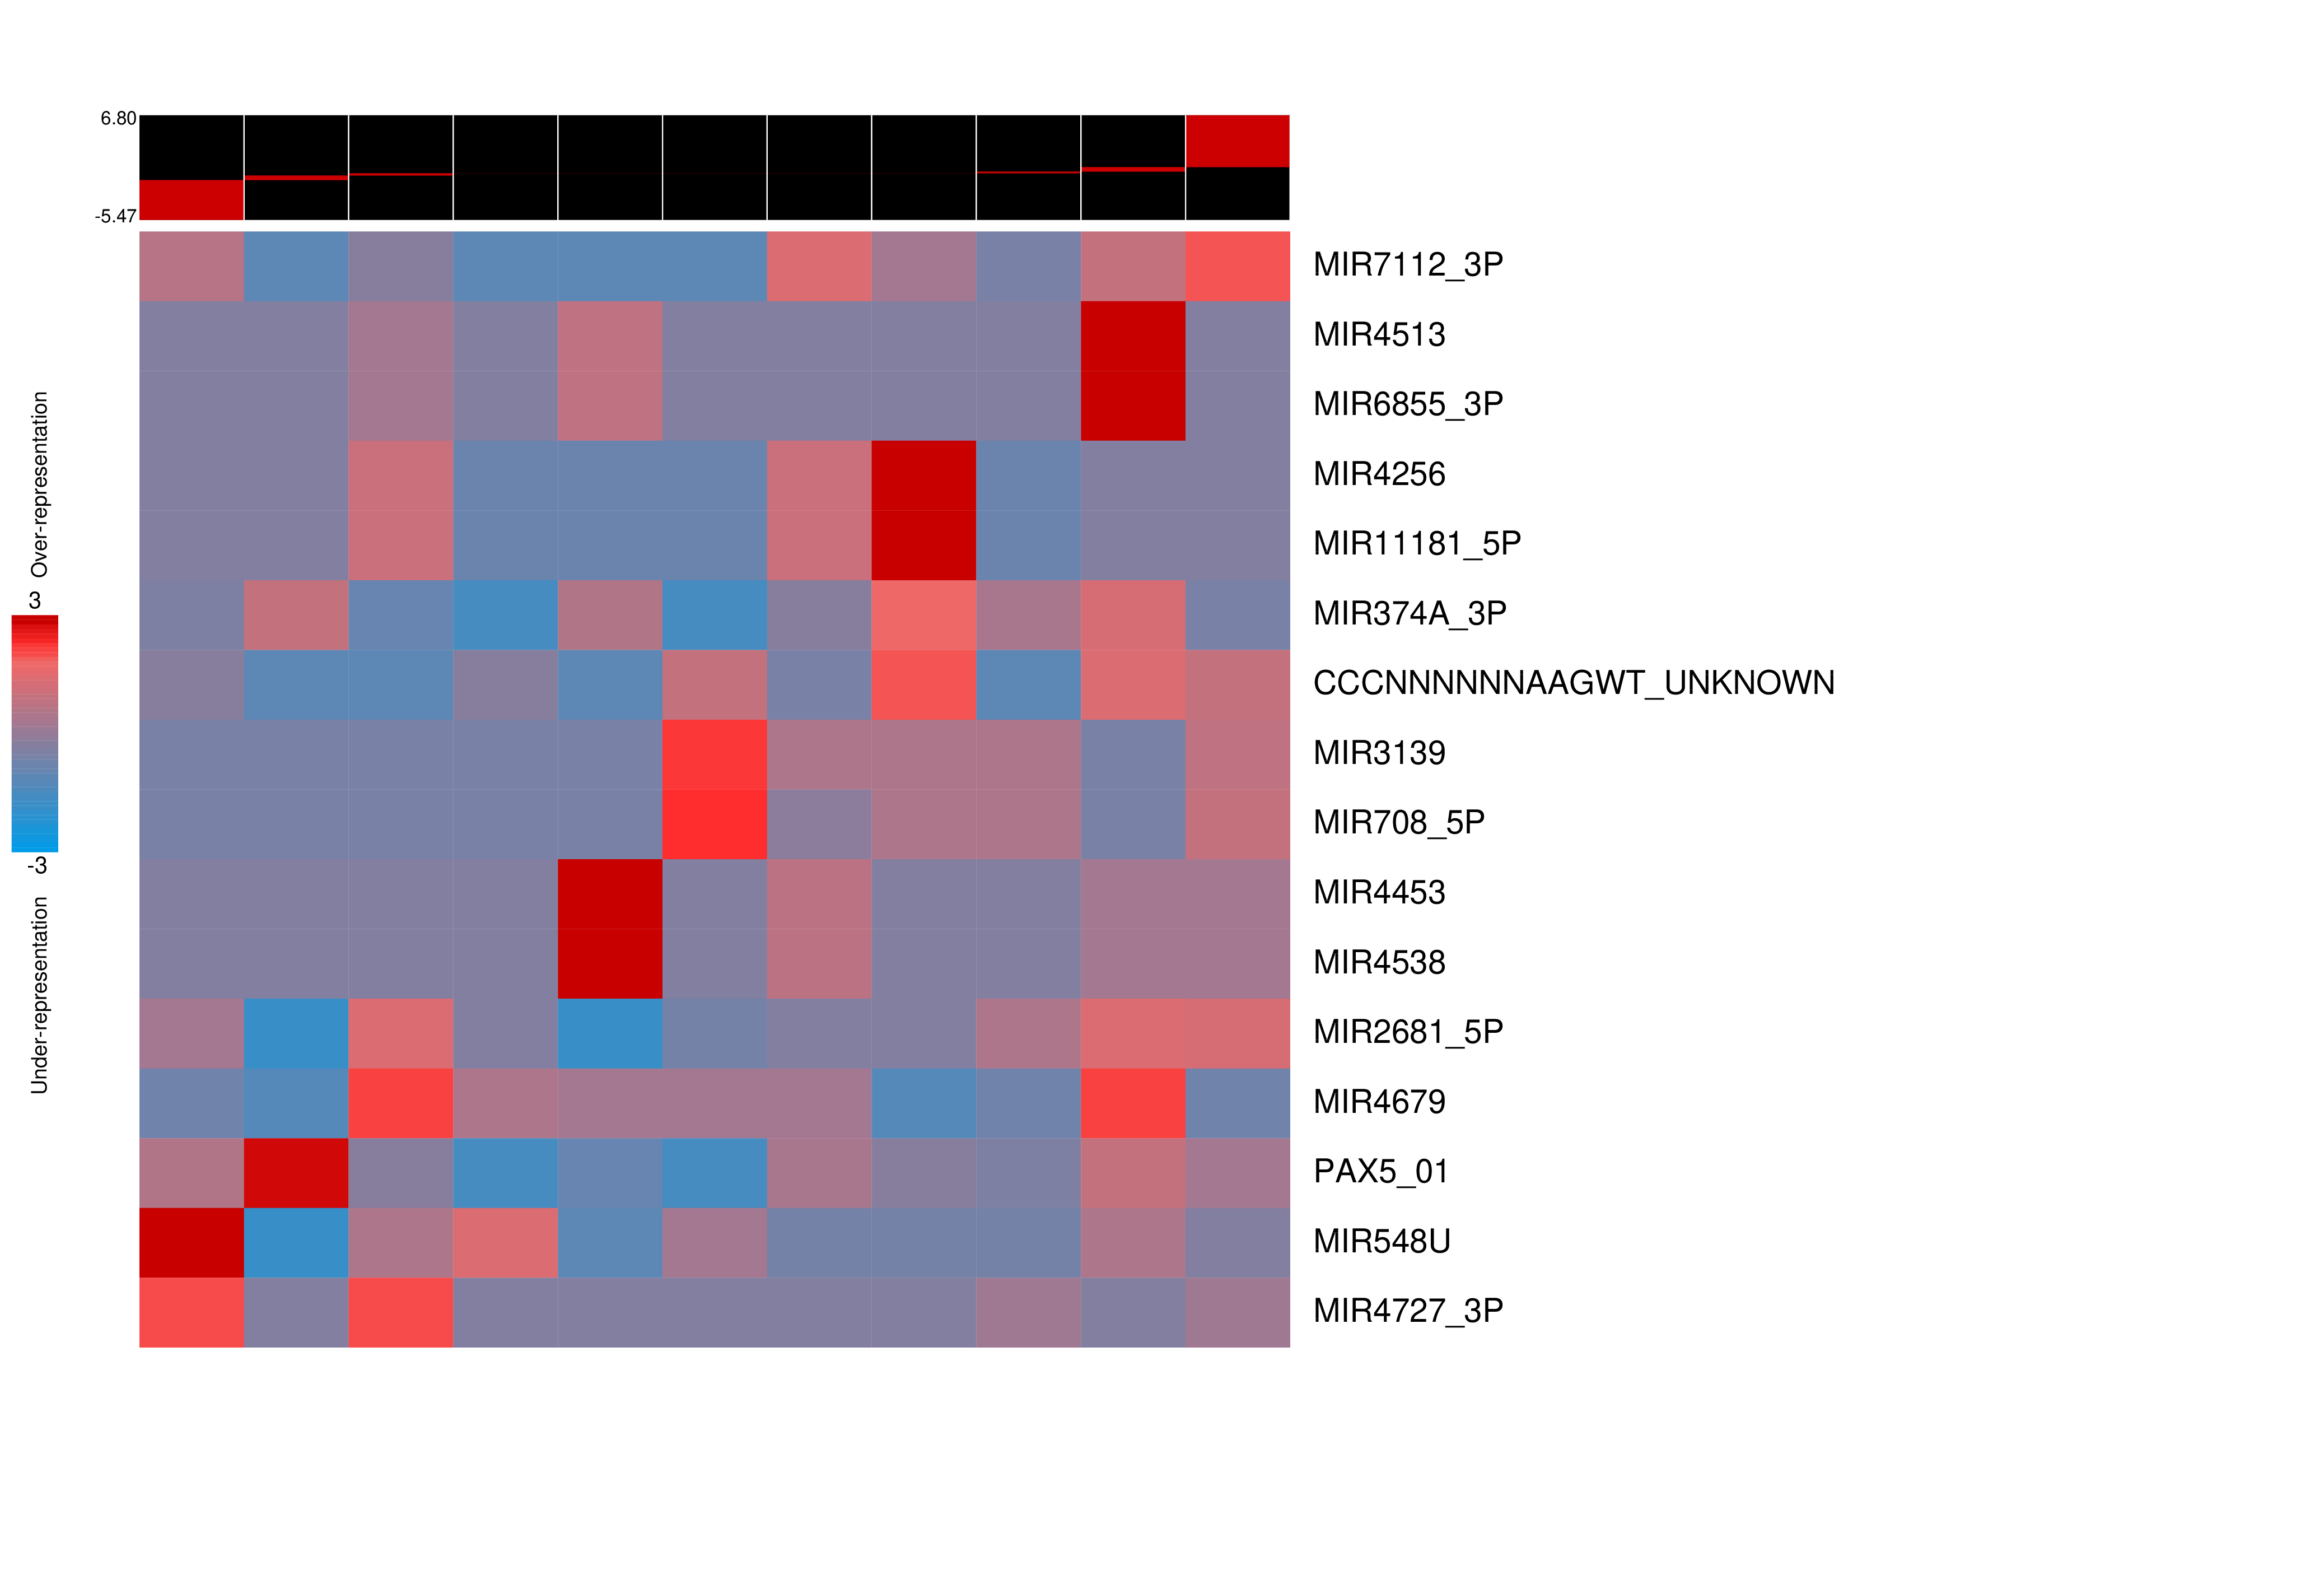 6.80
-5.47
MIR7112_3P
MIR4513
MIR6855_3P
MIR4256
MIR11181_5P
MIR374A_3P
CCCNNNNNNAAGWT_UNKNOWN
MIR3139
MIR708_5P
MIR4453
MIR4538
MIR2681_5P
MIR4679
PAX5_01
MIR548U
MIR4727_3P
Over-representation
3
-3
Under-representation